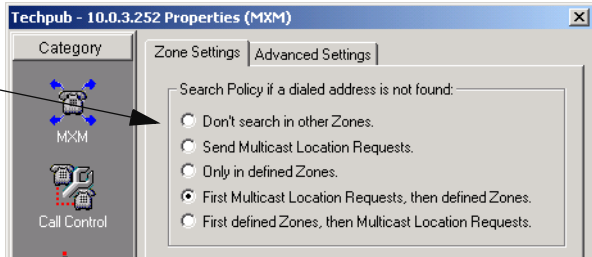 Techpub - 10.0.3.252 Properties (MXM)
Category
Zone Settings
Advanced Settings
MXM
Call Control
Search Policy if a dialed address is not found:
Don't search in other Zones.
Send Multicast Location Requests.
Only in defined Zones.
First Multicast Location Requests, then defined Zones.
First defined Zones, then Multicast Location Requests.